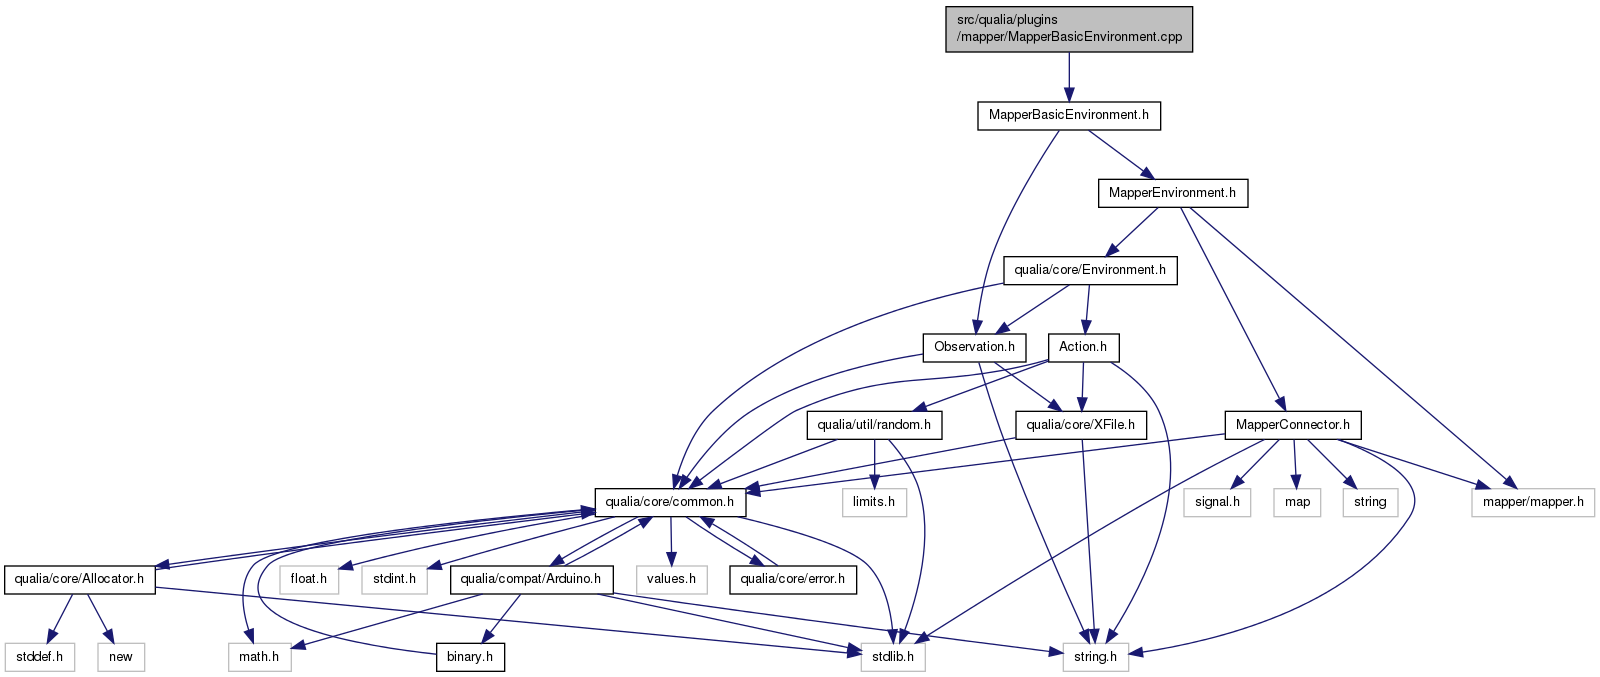 src/qualia/plugins
/mapper/MapperBasicEnvironment.cpp
MapperBasicEnvironment.h
MapperEnvironment.h
qualia/core/Environment.h
Observation.h
Action.h
qualia/util/random.h
qualia/core/XFile.h
MapperConnector.h
qualia/core/common.h
limits.h
signal.h
map
string
mapper/mapper.h
qualia/core/Allocator.h
float.h
stdint.h
qualia/compat/Arduino.h
values.h
qualia/core/error.h
stddef.h
new
math.h
binary.h
stdlib.h
string.h